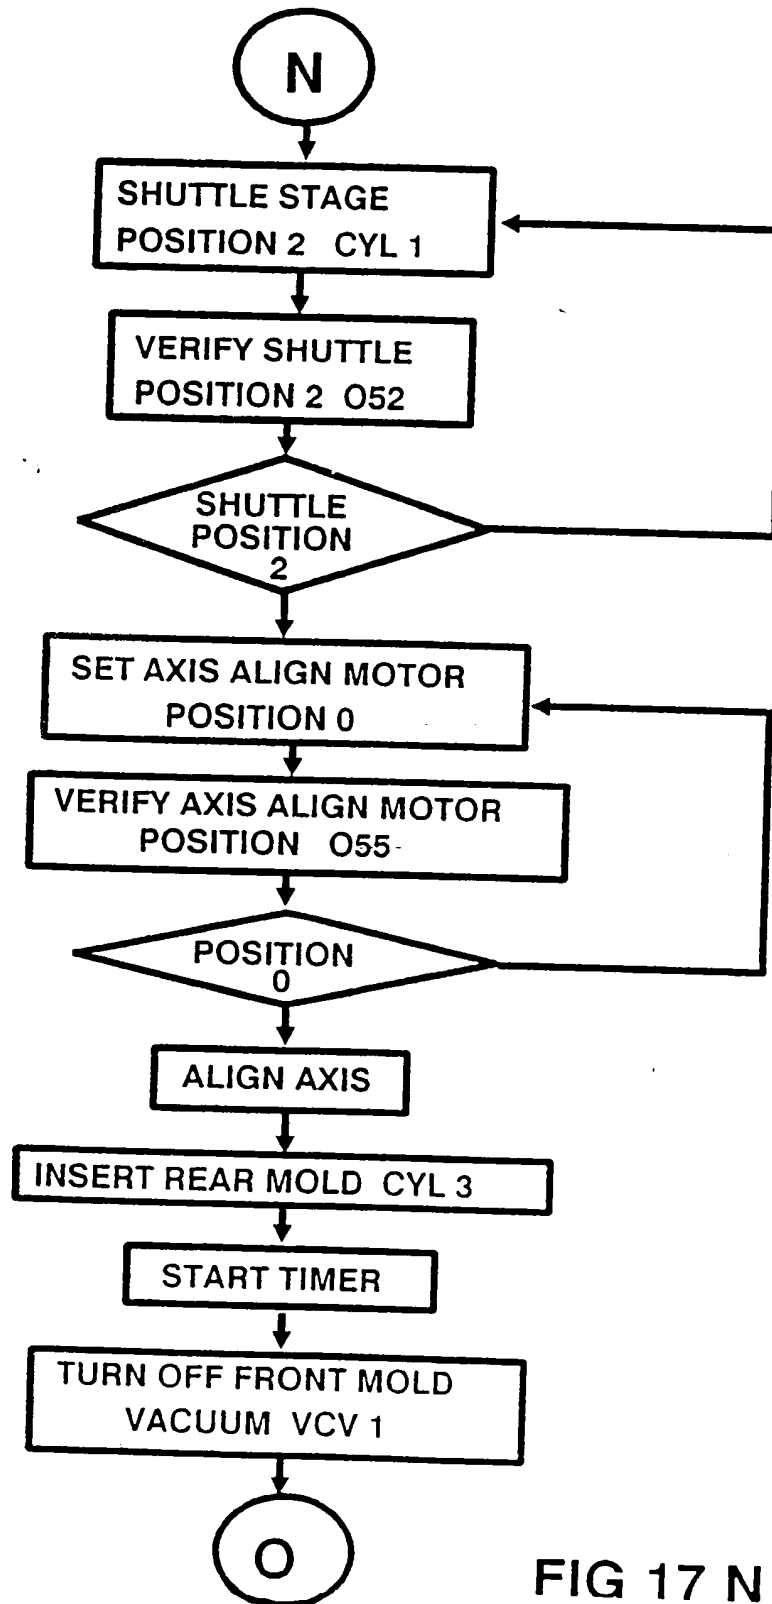 N
SHUTTLE STAGE
POSITION 2 CYL 1
VERIFY SHUTTLE
POSITION 2 O52
SHUTTLE
POSITION
2
SET AXIS ALIGN MOTOR
POSITION 0
VERIFY AXIS ALIGN MOTOR
POSITION O55
POSITION
0
ALIGN AXIS
INSERT REAR MOLD CYL 3
START TIMER
TURN OFF FRONT MOLD
VACUUM VCV 1
O
FIG 17 N